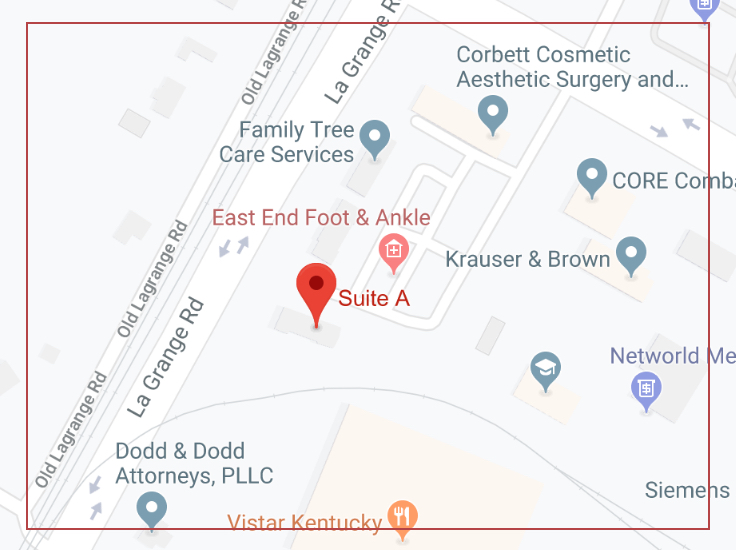 Old Lagrange Rd
La Grange Rd
Corbett Cosmetic
Aesthetic Surgery and...
Family Tree
Care Services
CORE Comba
East End Foot & Ankle
Old Lagrange Rd
Krauser & Brown
Suite A
La Grange Rd
Networld Me
Old Lagrange Rd
Dodd & Dodd
Attorneys, PLLC
Siemens
Vistar Kentucky